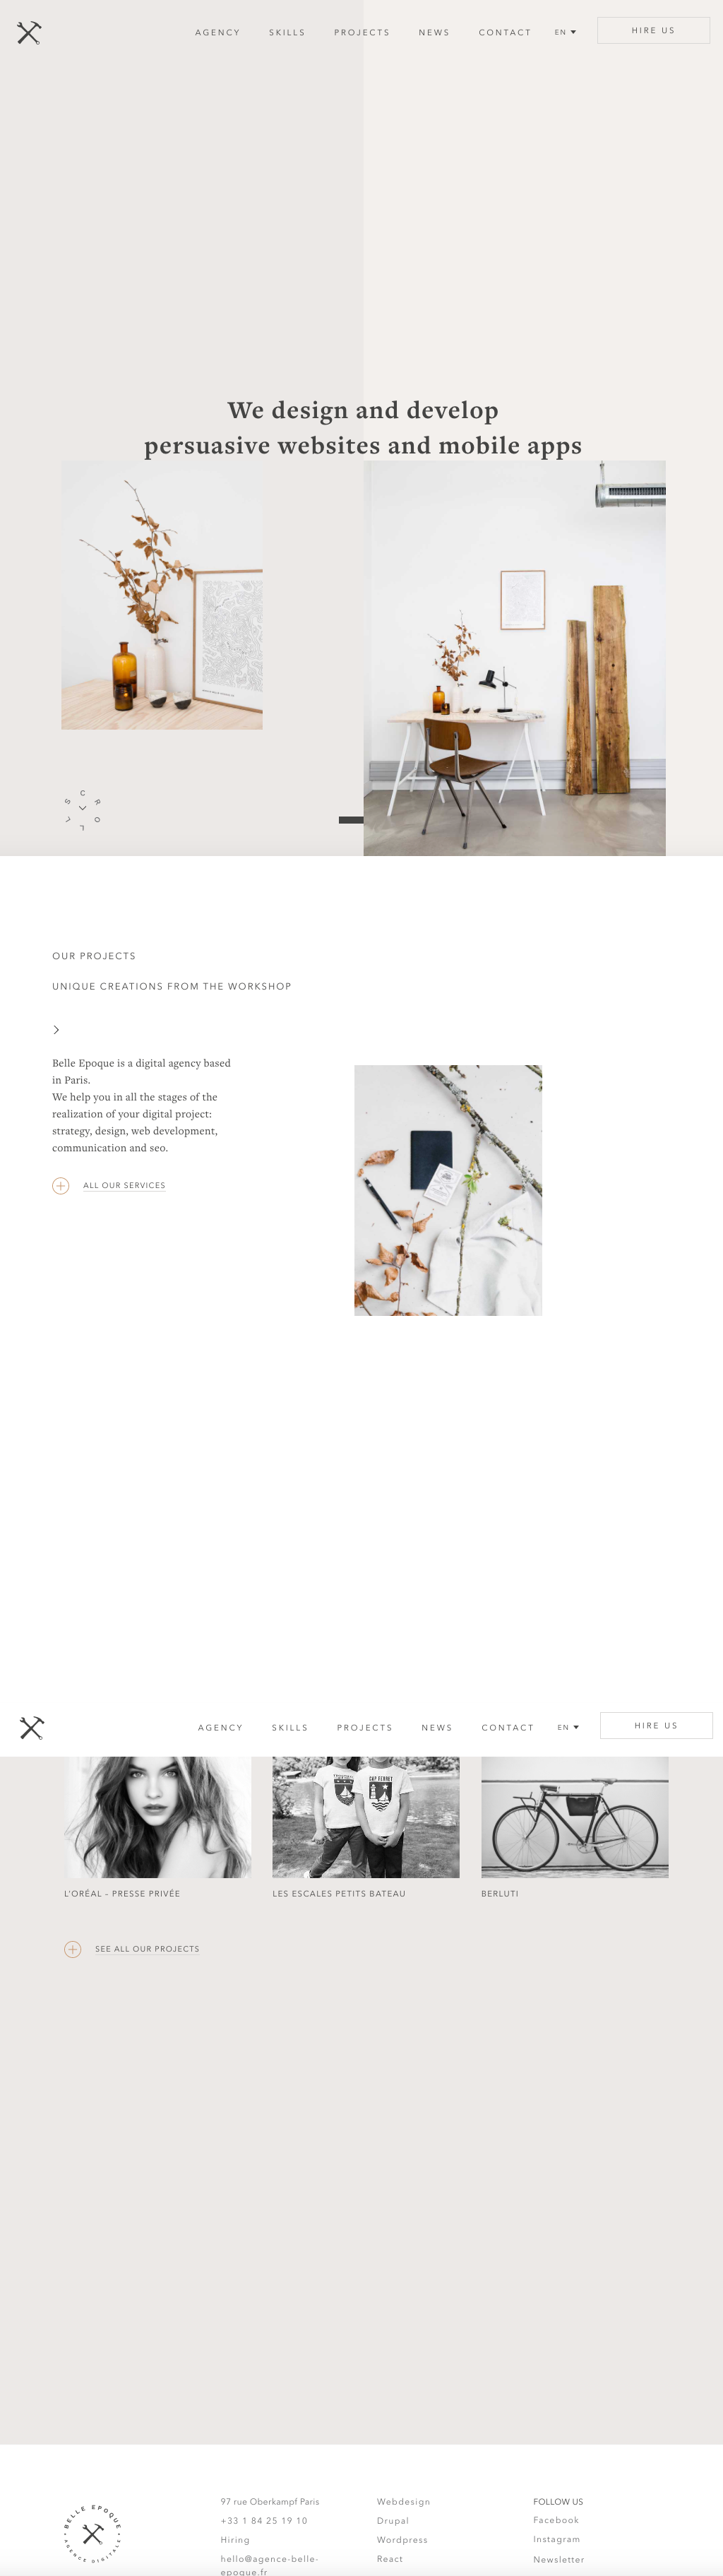 AGENCY SKILLS PROJECTS NEWS CONTACT EN HIRE US
We design and develop
persuasive websites and mobile apps
SCROLL
OUR PROJECTS
UNIQUE CREATIONS FROM THE WORKSHOP
Belle Epoque is a digital agency based
in Paris.
We help you in all the stages of the
realization of your digital project:
strategy, design, web development,
communication and seo.
ALL OUR SERVICES
AGENCY SKILLS PROJECTS NEWS CONTACT EN HIRE US
CAP FERRET
L'ORÉAL - PRESSE PRIVÉE
LES ESCALES PETITS BATEAU
BERLUTI
SEE ALL OUR PROJECTS
BELLE EPOQUE
AGENCE DIGITALE
97 rue Oberkampf Paris
+33 1 84 25 19 10
Hiring
hello@agence-belle-
epoque.fr
Webdesign
Drupal
Wordpress
React
FOLLOW US
Facebook
Instagram
Newsletter